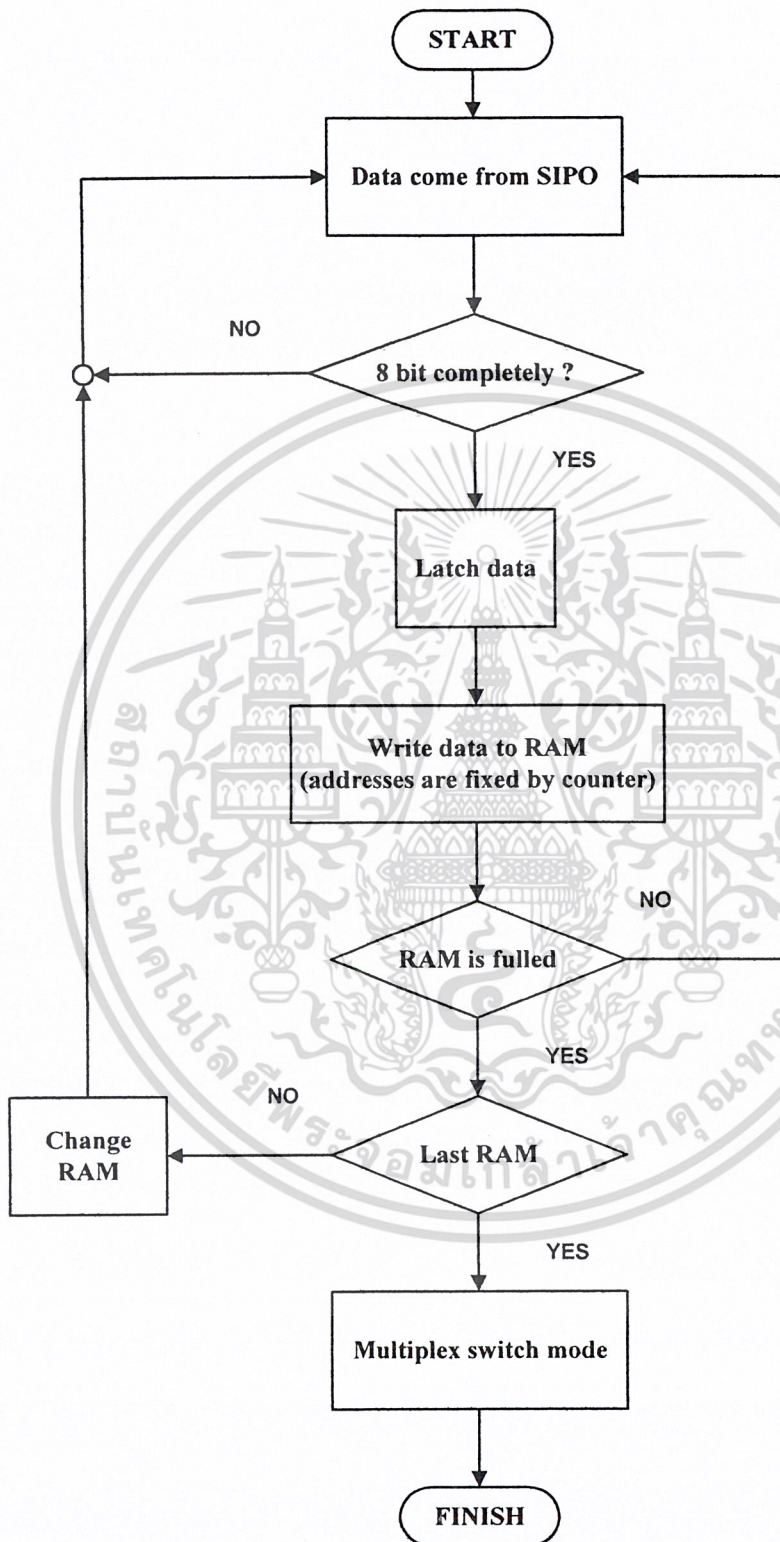 START
Data come from SIPO
NO
8 bit completely ?
YES
Latch data
Write data to RAM
(addresses are fixed by counter)
NO
RAM is fulled
YES
NO
Change
RAM
Last RAM
YES
Multiplex switch mode
FINISH